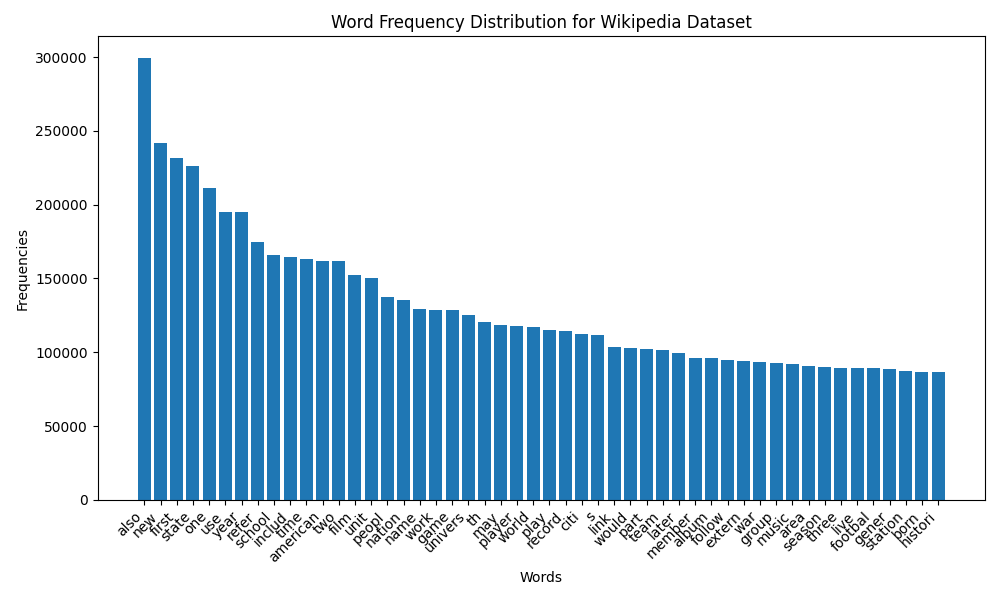 Word Frequency Distribution for Wikipedia Dataset
300000
250000
200000
150000
100000
50000
0
Frequencies
also
new
first
state
one
use
year
refer
school
includ
time
american
two
film
unit
peopl
nation
name
work
game
univers
th
may
player
world
play
record
citi
s
link
would
part
team
later
member
album
follow
extern
war
group
music
area
season
three
live
footbal
gener
station
born
histori
Words